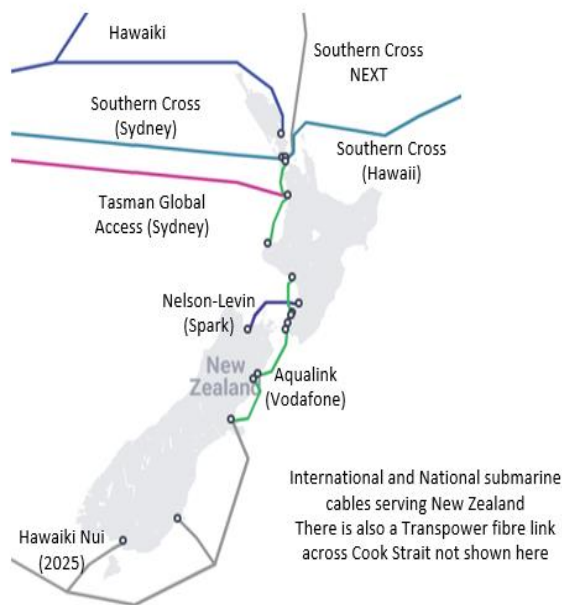 Hawaiki
Southern Cross
NEXT
Southern Cross
(Sydney)
Southern Cross
(Hawaii)
Tasman Global
Access (Sydney)
Nelson-Levin
(Spark)
New
Zealand
Aqualink
(Vodafone)
International and National submarine
cables serving New Zealand
There is also a Transpower fibre link
across Cook Strait not shown here
Hawaiki Nui
(2025)